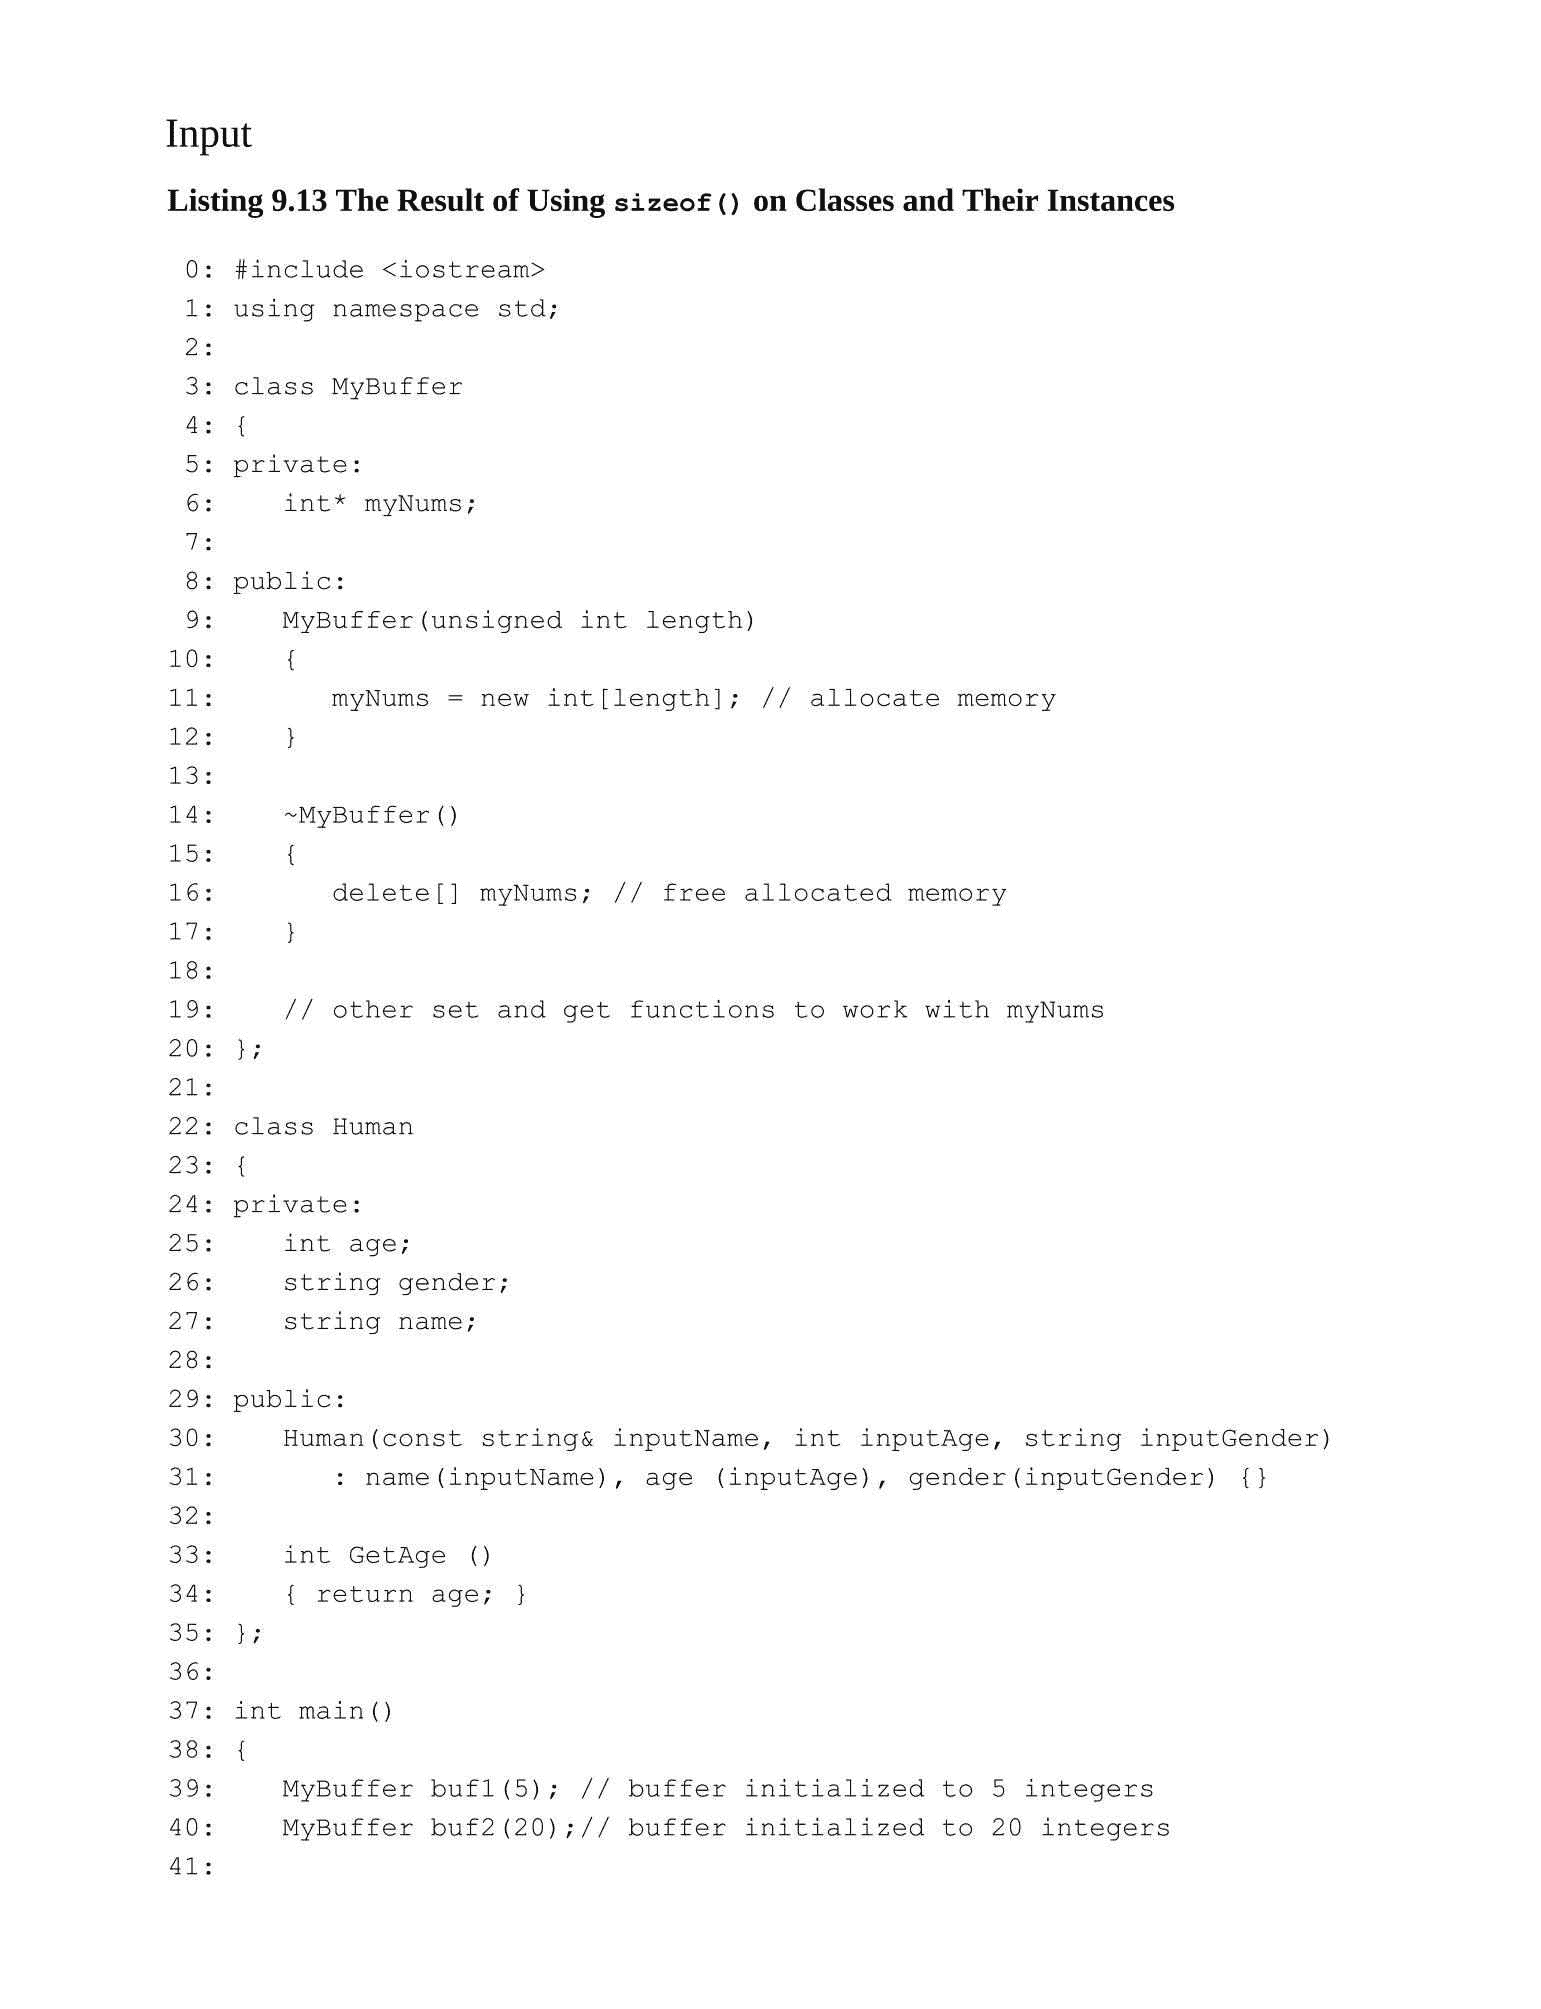 Input
Listing 9.13 The Result of Using sizeof() on Classes and Their Instances
0: #include <iostream>
1: using namespace std;
2:
3: class MyBuffer
4: {
5: private:
6:    int* myNums;
7:
8: public:
9:    MyBuffer(unsigned int length)
10:    {
11:       myNums = new int[length]; // allocate memory
12:    }
13:
14:    ~MyBuffer()
15:    {
16:       delete[] myNums; // free allocated memory
17:    }
18:
19:    // other set and get functions to work with myNums
20: };
21:
22: class Human
23: {
24: private:
25:    int age;
26:    string gender;
27:    string name;
28:
29: public:
30:    Human(const string& inputName, int inputAge, string inputGender)
31:       : name(inputName), age (inputAge), gender(inputGender) {}
32:
33:    int GetAge ()
34:    { return age; }
35: };
36:
37: int main()
38: {
39:    MyBuffer buf1(5); // buffer initialized to 5 integers
40:    MyBuffer buf2(20);// buffer initialized to 20 integers
41: